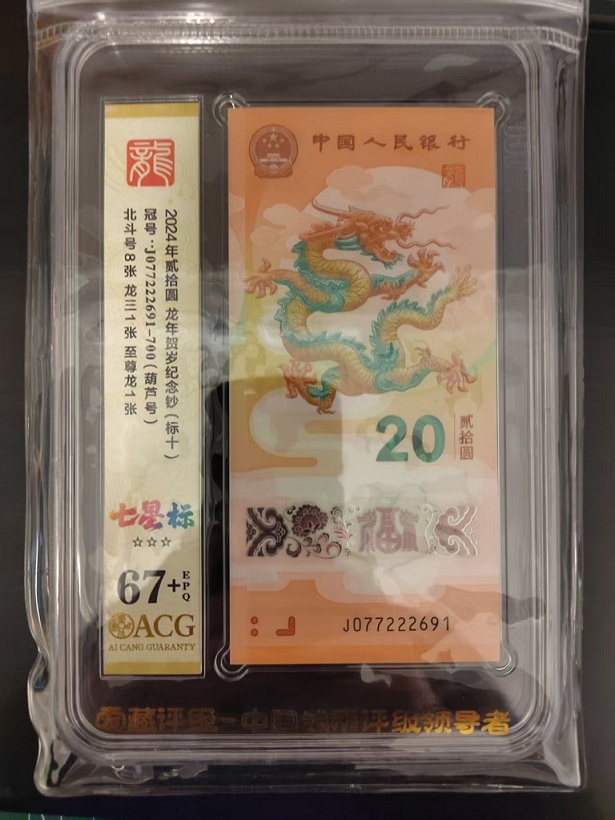 龍
2024年贰拾圆 龙年贺岁纪念钞(标十)
冠号:J077222691-700(葫芦号)
北斗号8张 龙三1张 至尊龙1张
七星标
☆☆☆
67+EPQ
ACG
AI CANG GUARANTY
中国人民银行
20
贰拾圆
J077222691
爱藏评级-中国纸币评级领导者